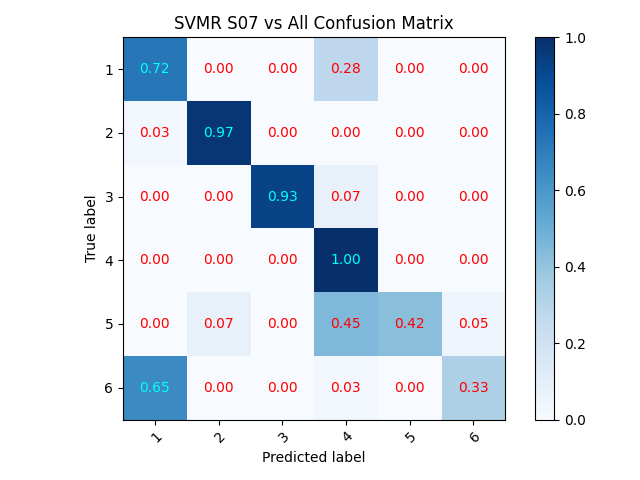 SVMR S07 vs All Confusion Matrix
1 0.72 0.00 0.00 0.28 0.00 0.00
2 0.03 0.97 0.00 0.00 0.00 0.00
3 0.00 0.00 0.93 0.07 0.00 0.00
4 0.00 0.00 0.00 1.00 0.00 0.00
5 0.00 0.07 0.00 0.45 0.42 0.05
6 0.65 0.00 0.00 0.03 0.00 0.33
1 2 3 4 5 6
True label
Predicted label
1.0
0.8
0.6
0.4
0.2
0.0